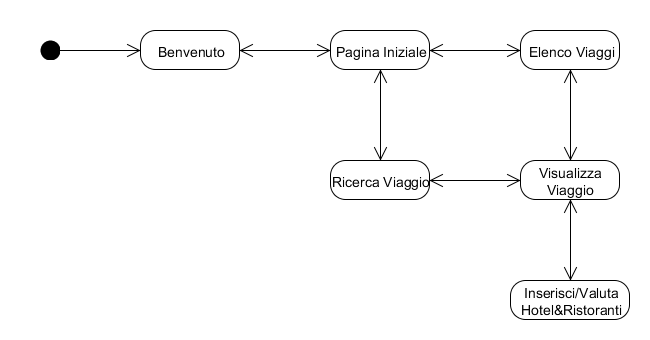 Benvenuto
Pagina Iniziale
Elenco Viaggi
Ricerca Viaggio
Visualizza
Viaggio
Inserisci/Valuta
Hotel&Ristoranti